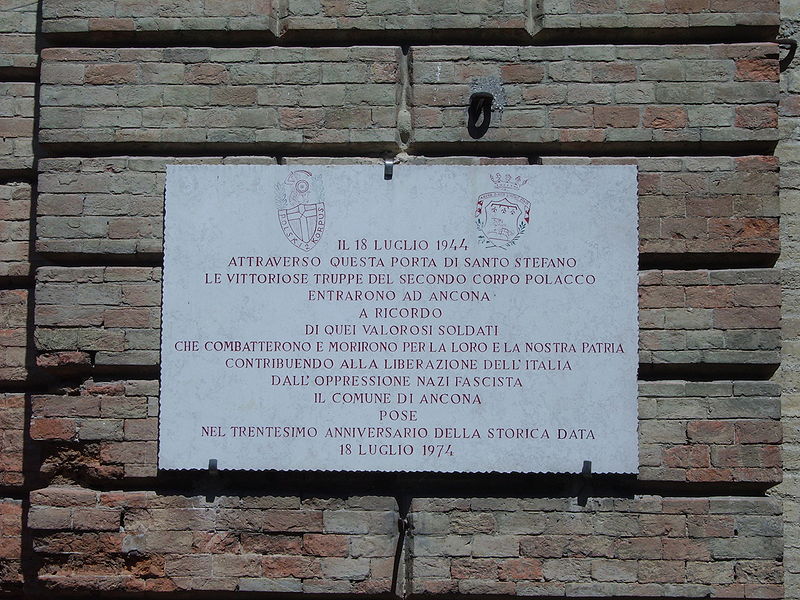 POLSKI KORPUS
IL 18 LUGLIO 1944
ATTRAVERSO QUESTA PORTA DI SANTO STEFANO
LE VITTORIOSE TRUPPE DEL SECONDO CORPO POLACCO
ENTRARONO AD ANCONA
A RICORDO
DI QUEI VALOROSI SOLDATI
CHE COMBATTERONO E MORIRONO PER LA LORO E LA NOSTRA PATRIA
CONTRIBUENDO ALLA LIBERAZIONE DELL'ITALIA
DALL'OPPRESSIONE NAZI FASCISTA
IL COMUNE DI ANCONA
POSE
NEL TRENTESIMO ANNIVERSARIO DELLA STORICA DATA
18 LUGLIO 1974